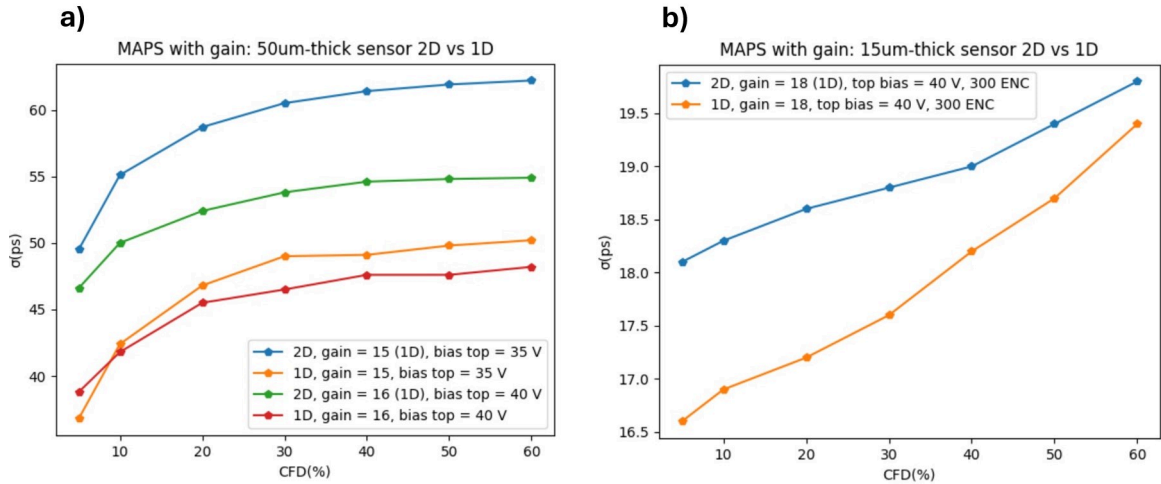 a)
MAPS with gain: 50um-thick sensor 2D vs 1D
60
55
50
45
40
σ(ps)
2D, gain = 15 (1D), bias top = 35 V
1D, gain = 15, bias top = 35 V
2D, gain = 16 (1D), bias top = 40 V
1D, gain = 16, bias top = 40 V
10 20 30 40 50 60
CFD(%)
b)
MAPS with gain: 15um-thick sensor 2D vs 1D
2D, gain = 18 (1D), top bias = 40 V, 300 ENC
1D, gain = 18, top bias = 40 V, 300 ENC
19.5
19.0
18.5
18.0
17.5
17.0
16.5
σ(ps)
10 20 30 40 50 60
CFD(%)